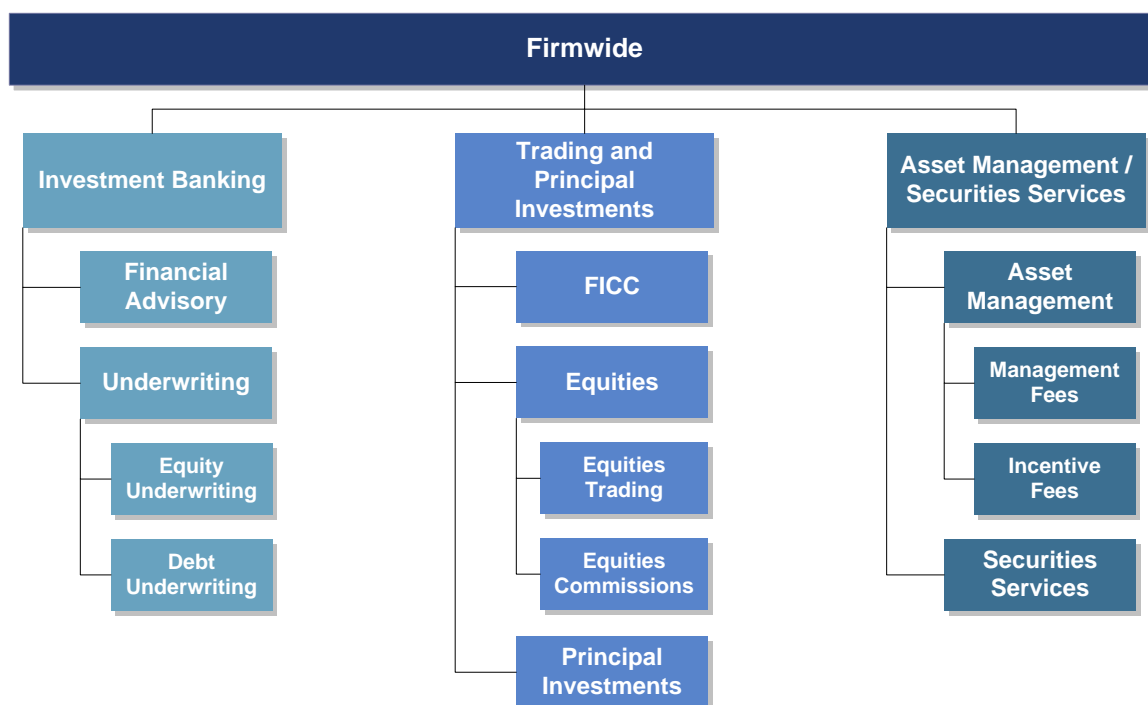 Firmwide
Investment Banking
Financial
Advisory
Underwriting
Equity
Underwriting
Debt
Underwriting
Trading and
Principal
Investments
FICC
Equities
Equities
Trading
Equities
Commissions
Principal
Investments
Asset Management /
Securities Services
Asset
Management
Management
Fees
Incentive
Fees
Securities
Services